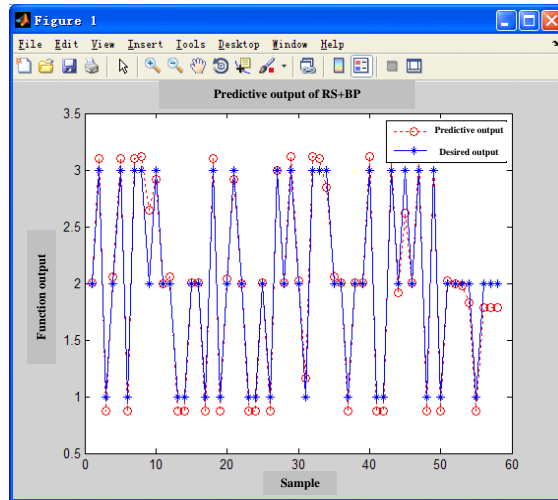 Figure 1
File Edit View Insert Tools Desktop Window Help
Predictive output of RS+BP
3.5
3
2.5
2
1.5
1
0.5
Function output
Predictive output
Desired output
0 10 20 30 40 50 60
Sample